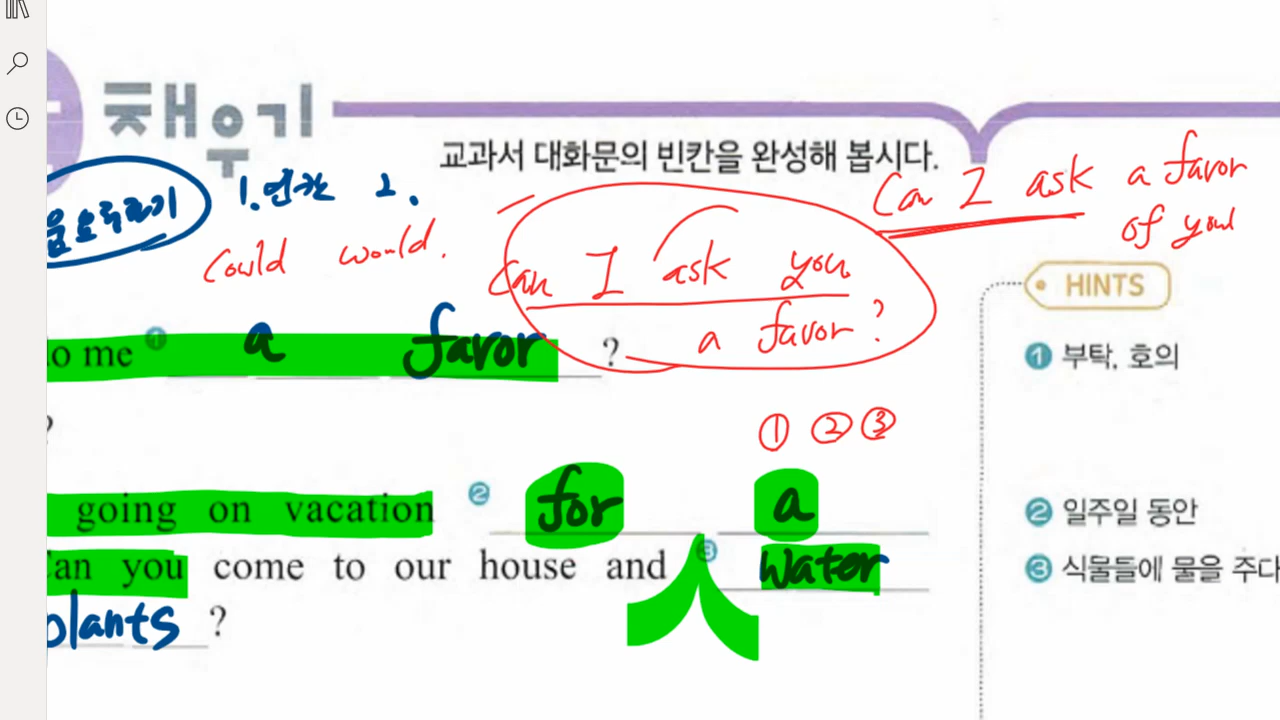 채우기
교과서 대화문의 빈칸을 완성해 봅시다.
Can I ask a favor
of you
1. 2.
Could would.
Can I ask you
a favor?
HINTS
to me ① a favor ?
① 부탁, 호의
?
① ② ③
going on vacation ② for a
② 일주일 동안
Can you come to our house and ③ water
③ 식물들에 물을 주다
plants ?